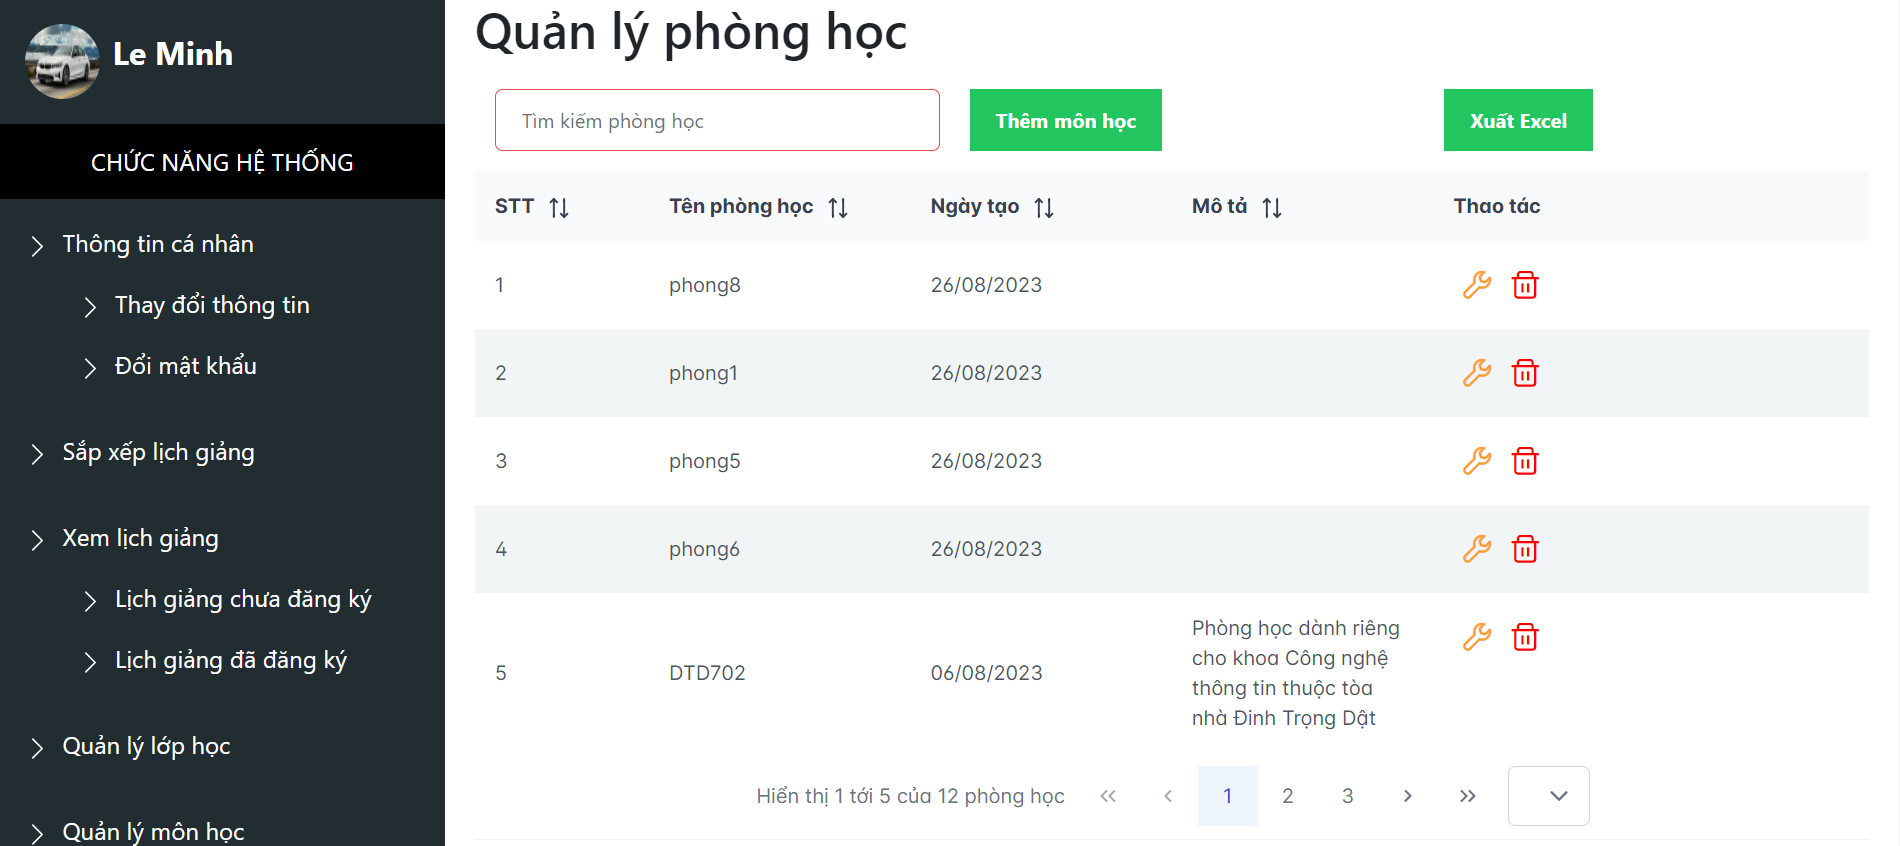 Le Minh
CHỨC NĂNG HỆ THỐNG
Thông tin cá nhân
Thay đổi thông tin
Đổi mật khẩu
Sắp xếp lịch giảng
Xem lịch giảng
Lịch giảng chưa đăng ký
Lịch giảng đã đăng ký
Quản lý lớp học
Quản lý môn học
Quản lý phòng học
Tìm kiếm phòng học
Thêm môn học
Xuất Excel
STT Tên phòng học Ngày tạo Mô tả Thao tác
1 phong8 26/08/2023
2 phong1 26/08/2023
3 phong5 26/08/2023
4 phong6 26/08/2023
5 DTD702 06/08/2023
Phòng học dành riêng
cho khoa Công nghệ
thông tin thuộc tòa
nhà Đinh Trọng Dật
Hiển thị 1 tới 5 của 12 phòng học « ‹ 1 2 3 › »